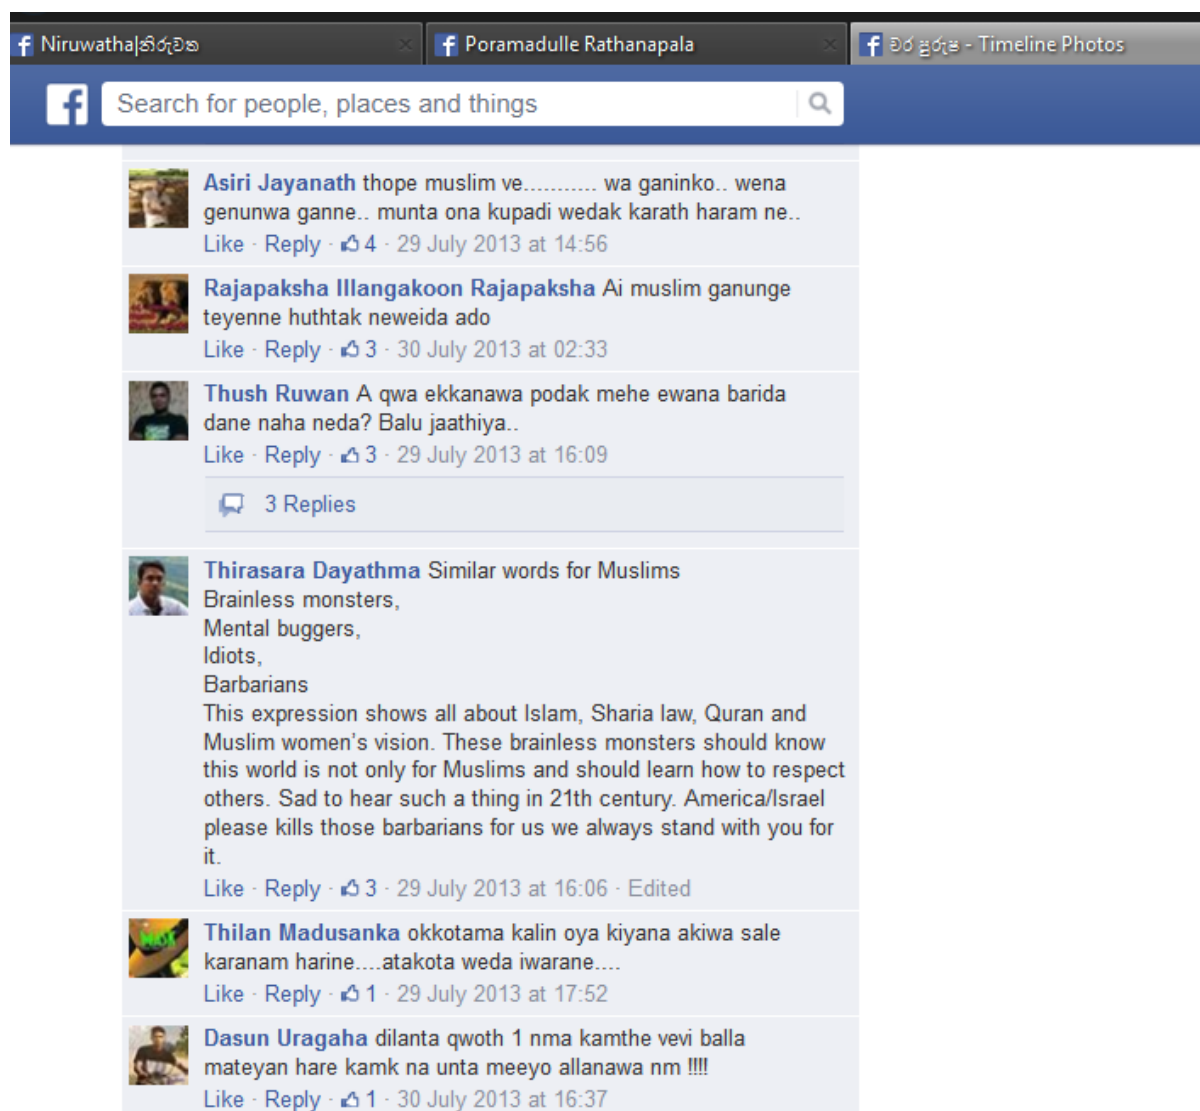 Niruwatha|නිරුවත
Poramadulle Rathanapala
චර පුරුෂ - Timeline Photos
Search for people, places and things
Asiri Jayanath thope muslim ve........... wa ganinko.. wena
genunwa ganne.. munta ona kupadi wedak karath haram ne..
Like · Reply · 4 · 29 July 2013 at 14:56
Rajapaksha Illangakoon Rajapaksha Ai muslim ganunge
teyenne huthtak neweida ado
Like · Reply · 3 · 30 July 2013 at 02:33
Thush Ruwan A qwa ekkanawa podak mehe ewana barida
dane naha neda? Balu jaathiya..
Like · Reply · 3 · 29 July 2013 at 16:09
3 Replies
Thirasara Dayathma Similar words for Muslims
Brainless monsters,
Mental buggers,
Idiots,
Barbarians
This expression shows all about Islam, Sharia law, Quran and
Muslim women's vision. These brainless monsters should know
this world is not only for Muslims and should learn how to respect
others. Sad to hear such a thing in 21th century. America/Israel
please kills those barbarians for us we always stand with you for
it.
Like · Reply · 3 · 29 July 2013 at 16:06 · Edited
Thilan Madusanka okkotama kalin oya kiyana akiwa sale
karanam harine....atakota weda iwarane....
Like · Reply · 1 · 29 July 2013 at 17:52
Dasun Uragaha dilanta qwoth 1 nma kamthe vevi balla
mateyan hare kamk na unta meeyo allanawa nm !!!!
Like · Reply · 1 · 30 July 2013 at 16:37